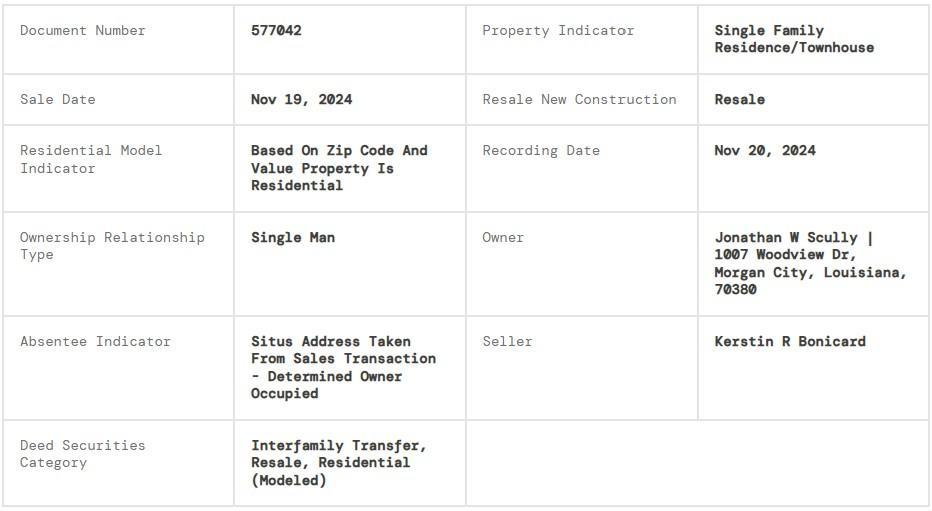 Document Number
577042
Property Indicator
Single Family
Residence/Townhouse
Sale Date
Nov 19, 2024
Resale New Construction
Resale
Residential Model
Indicator
Based On Zip Code And
Value Property Is
Residential
Recording Date
Nov 20, 2024
Ownership Relationship
Type
Single Man
Owner
Jonathan W Scully |
1007 Woodview Dr,
Morgan City, Louisiana,
70380
Absentee Indicator
Situs Address Taken
From Sales Transaction
- Determined Owner
Occupied
Seller
Kerstin R Bonicard
Deed Securities
Category
Interfamily Transfer,
Resale, Residential
(Modeled)